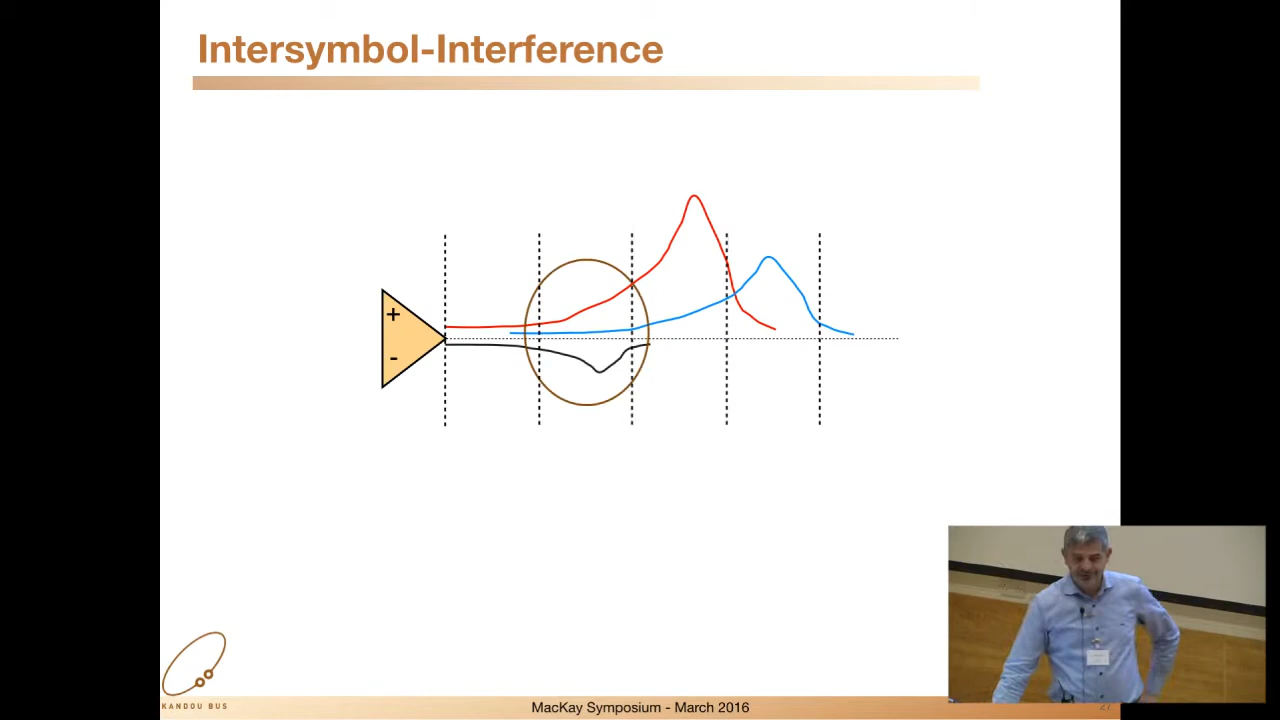 Intersymbol-Interference
+
-
KANDOU BUS
MacKay Symposium - March 2016